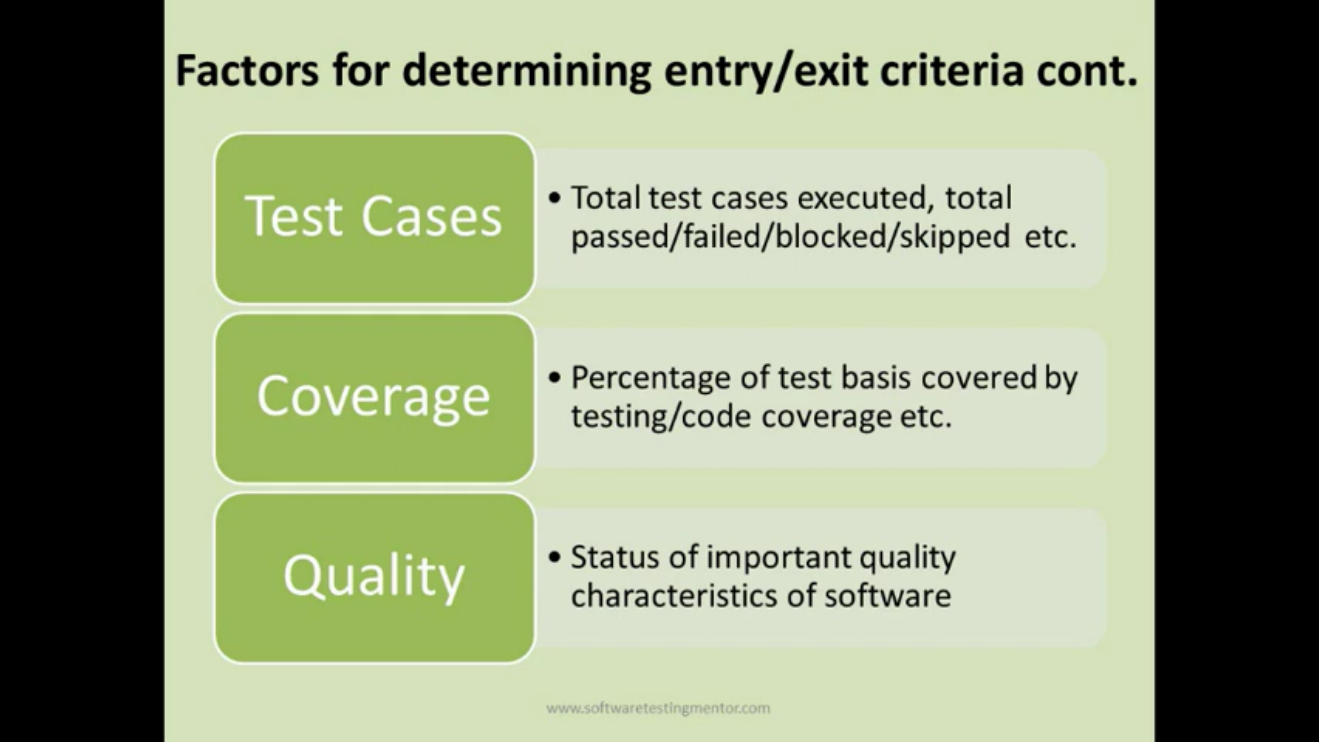 Factors for determining entry/exit criteria cont.
Test Cases
• Total test cases executed, total
passed/failed/blocked/skipped etc.
Coverage
• Percentage of test basis covered by
testing/code coverage etc.
Quality
• Status of important quality
characteristics of software
www.softwaretestingmentor.com